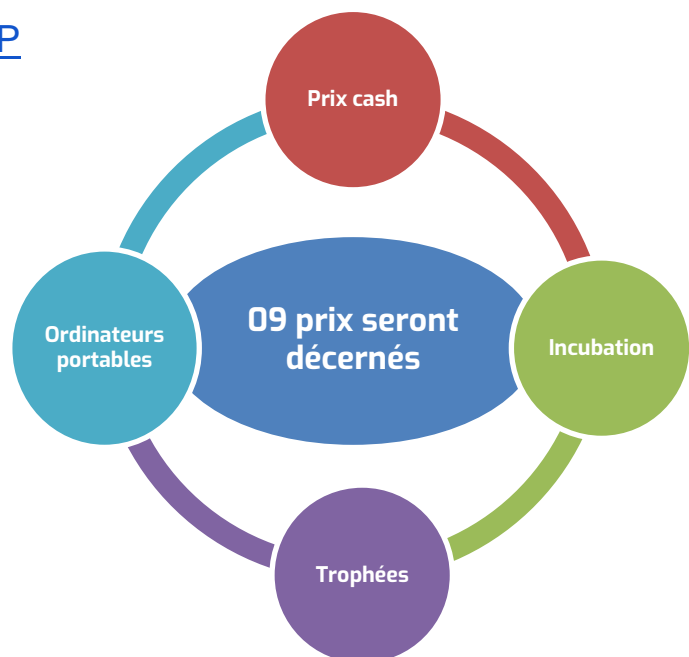 P
Prix cash
09 prix seront
décernés
Ordinateurs
portables
Incubation
Trophées